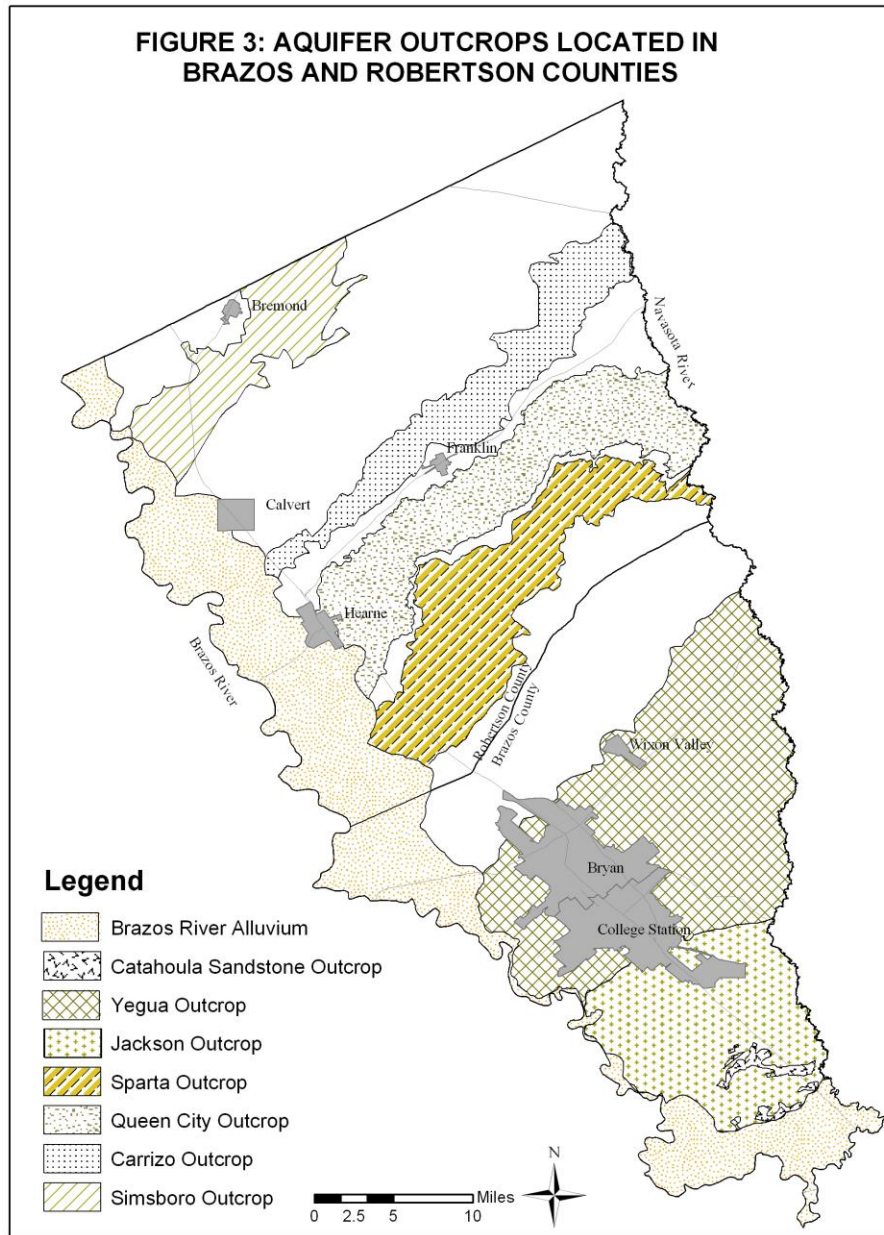 FIGURE 3: AQUIFER OUTCROPS LOCATED IN
BRAZOS AND ROBERTSON COUNTIES
Bremond
Navasota River
Franklin
Calvert
Hearne
Brazos River
Robertson County
Brazos County
Wixon Valley
Bryan
College Station
Legend
Brazos River Alluvium
Catahoula Sandstone Outcrop
Yegua Outcrop
Jackson Outcrop
Sparta Outcrop
Queen City Outcrop
Carrizo Outcrop
Simsboro Outcrop
N
Miles
0 2.5 5 10